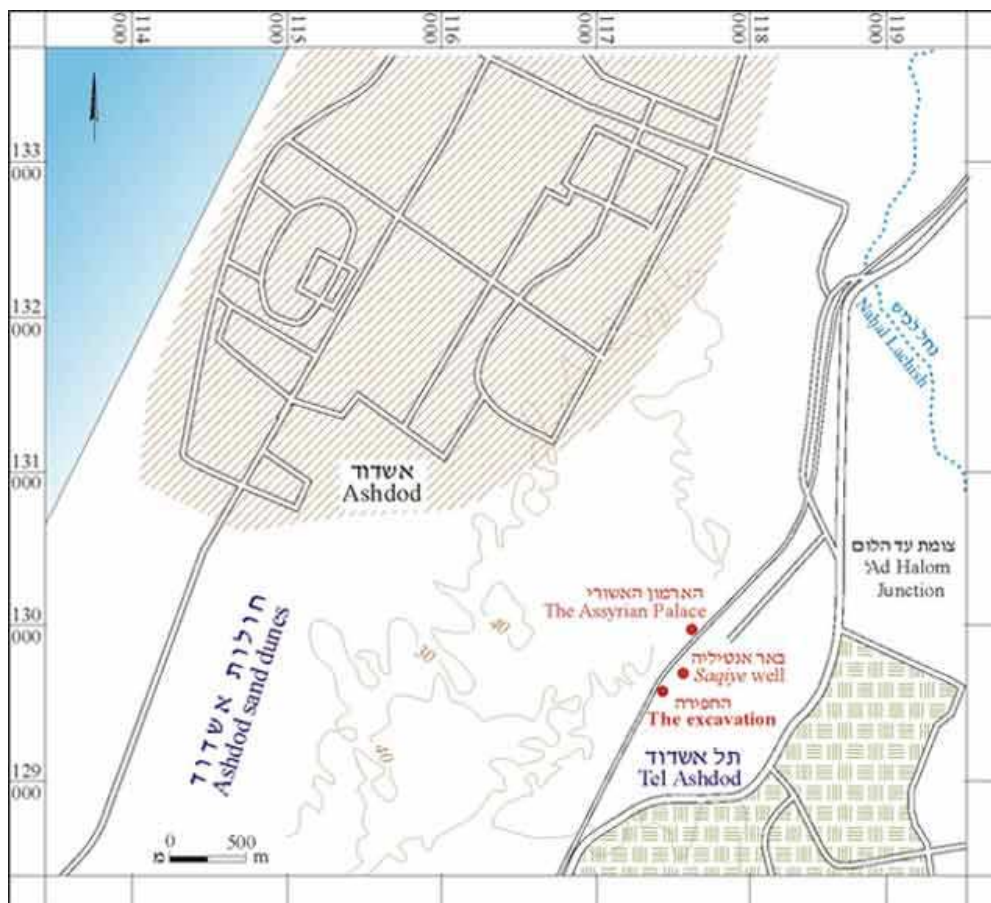 114
000
115
000
116
000
117
000
118
000
119
000
133
000
132
000
131
000
130
000
129
000
נחל לכיש
Naḥal Lachish
אשדוד
Ashdod
צומת עד הלום
'Ad Halom
Junction
הארמון האשורי
The Assyrian Palace
באר אנטיליה
Saqiye well
החפירה
The excavation
תל אשדוד
Tel Ashdod
חולות אשדוד
Ashdod sand dunes
40
30
40
0 500
מ m